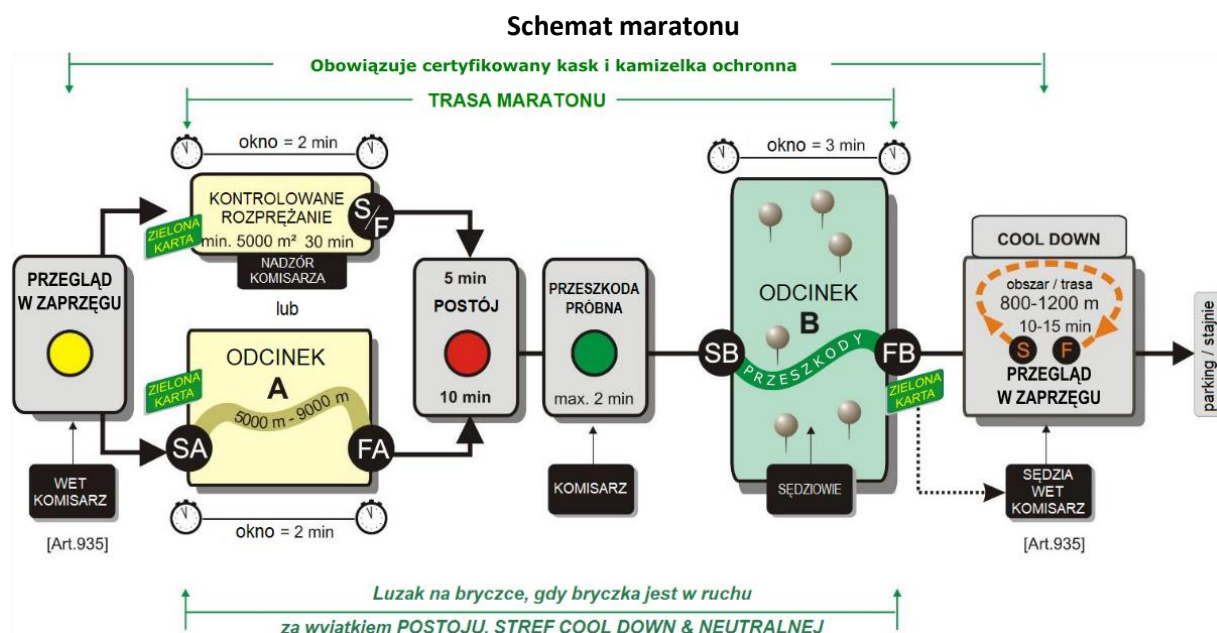 Schemat maratonu
Obowiązuje certyfikowany kask i kamizelka ochronna
TRASA MARATONU
okno = 2 min
okno = 3 min
KONTROLOWANE
ROZPRĘŻANIE
min. 5000 m² 30 min
S/F
ZIELONA
KARTA
NADZÓR
KOMISARZA
lub
PRZEGLĄD
W ZAPRZĘGU
WET
KOMISARZ
[Art.935]
ZIELONA
KARTA
ODCINEK
A
5000 m - 9000 m
SA
FA
okno = 2 min
5 min
POSTÓJ
10 min
PRZESZKODA
PRÓBNA
max. 2 min
KOMISARZ
ODCINEK
B
SB
PRZESZKODY
FB
SĘDZIOWIE
ZIELONA
KARTA
COOL DOWN
obszar / trasa
800-1200 m
10-15 min
S F
PRZEGLĄD
W ZAPRZĘGU
SĘDZIA
WET
KOMISARZ
[Art.935]
parking / stajnie
Luzak na bryczce, gdy bryczka jest w ruchu
za wyjątkiem POSTOJU, STREF COOL DOWN & NEUTRALNEJ